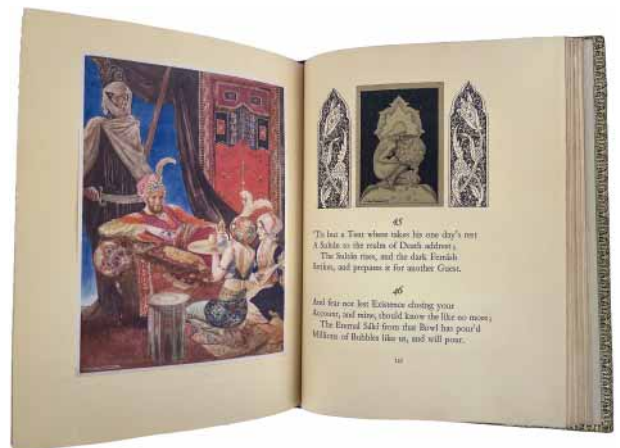 45
'Tis but a Tent where takes his one day's rest
A Sultán to the realm of Death addrest;
The Sultán rises, and the dark Ferrásh
Strikes, and prepares it for another Guest.
46
And fear not lest Existence closing your
Account, and mine, should know the like no more;
The Eternal Sákí from that Bowl has pour'd
Millions of Bubbles like us, and will pour.